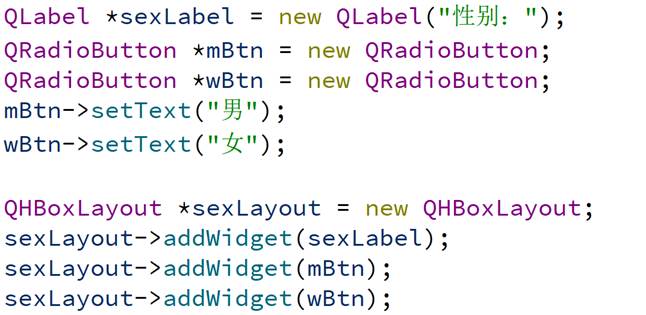 QLabel *sexLabel = new QLabel("性别：");
QRadioButton *mBtn = new QRadioButton;
QRadioButton *wBtn = new QRadioButton;
mBtn->setText("男");
wBtn->setText("女");
QHBoxLayout *sexLayout = new QHBoxLayout;
sexLayout->addWidget(sexLabel);
sexLayout->addWidget(mBtn);
sexLayout->addWidget(wBtn);